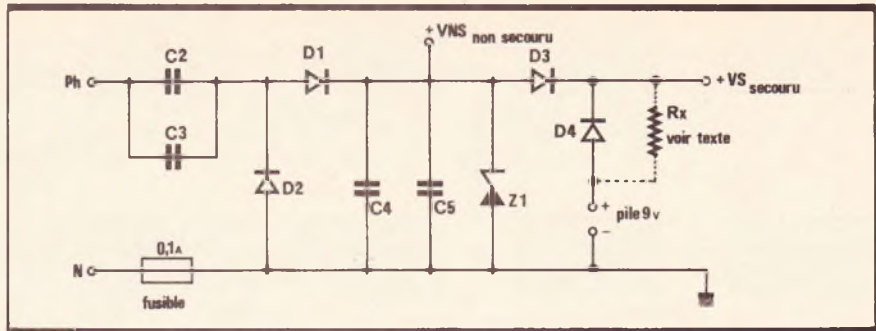 + VNS non secouru
C2
D1
D3
Ph
+ VS secouru
C3
D4
Rx
voir texte
D2
C4
C5
Z1
+
pile 9v
−
0,1A
N
fusible